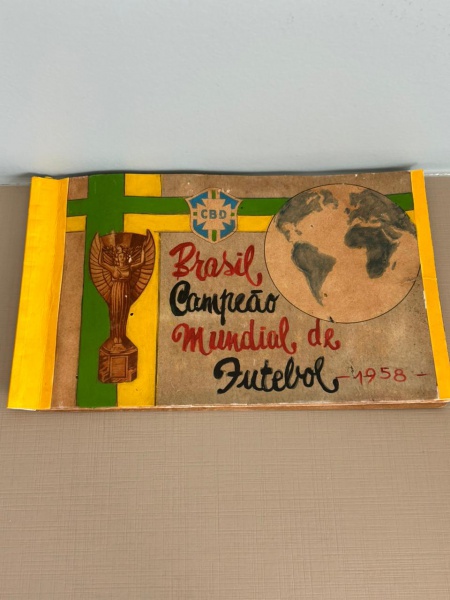 CBD
Brasil
Campeão
Mundial de
Futebol -1958-